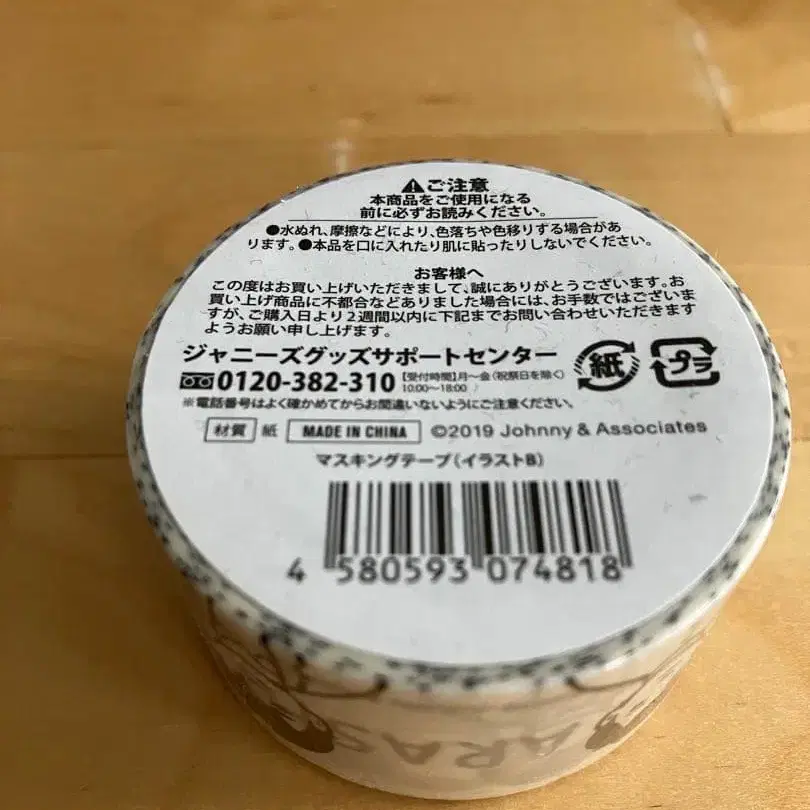 ⚠ご注意
本商品をご使用になる
前に必ずお読みください。
●水ぬれ、摩擦などにより、色落ちや色移りする場合があ
ります。●本品を口に入れたり肌に貼ったりしないでください。
お客様へ
この度はお買い上げいただきまして、誠にありがとうございます。お
買い上げ商品に不都合などありました場合には、お手数ではございま
すが、ご購入日より2週間以内に下記までお問い合わせいただきます
ようお願い申し上げます。
ジャニーズグッズサポートセンター
0120-382-310 【受付時間】月〜金(祝祭日を除く)
10:00〜18:00
紙 プラ
※電話番号はよく確かめてからお間違いないようにご注意ください。
材質 紙 MADE IN CHINA ©2019 Johnny & Associates
マスキングテープ(イラストB)
4 580593 074818
ARAS